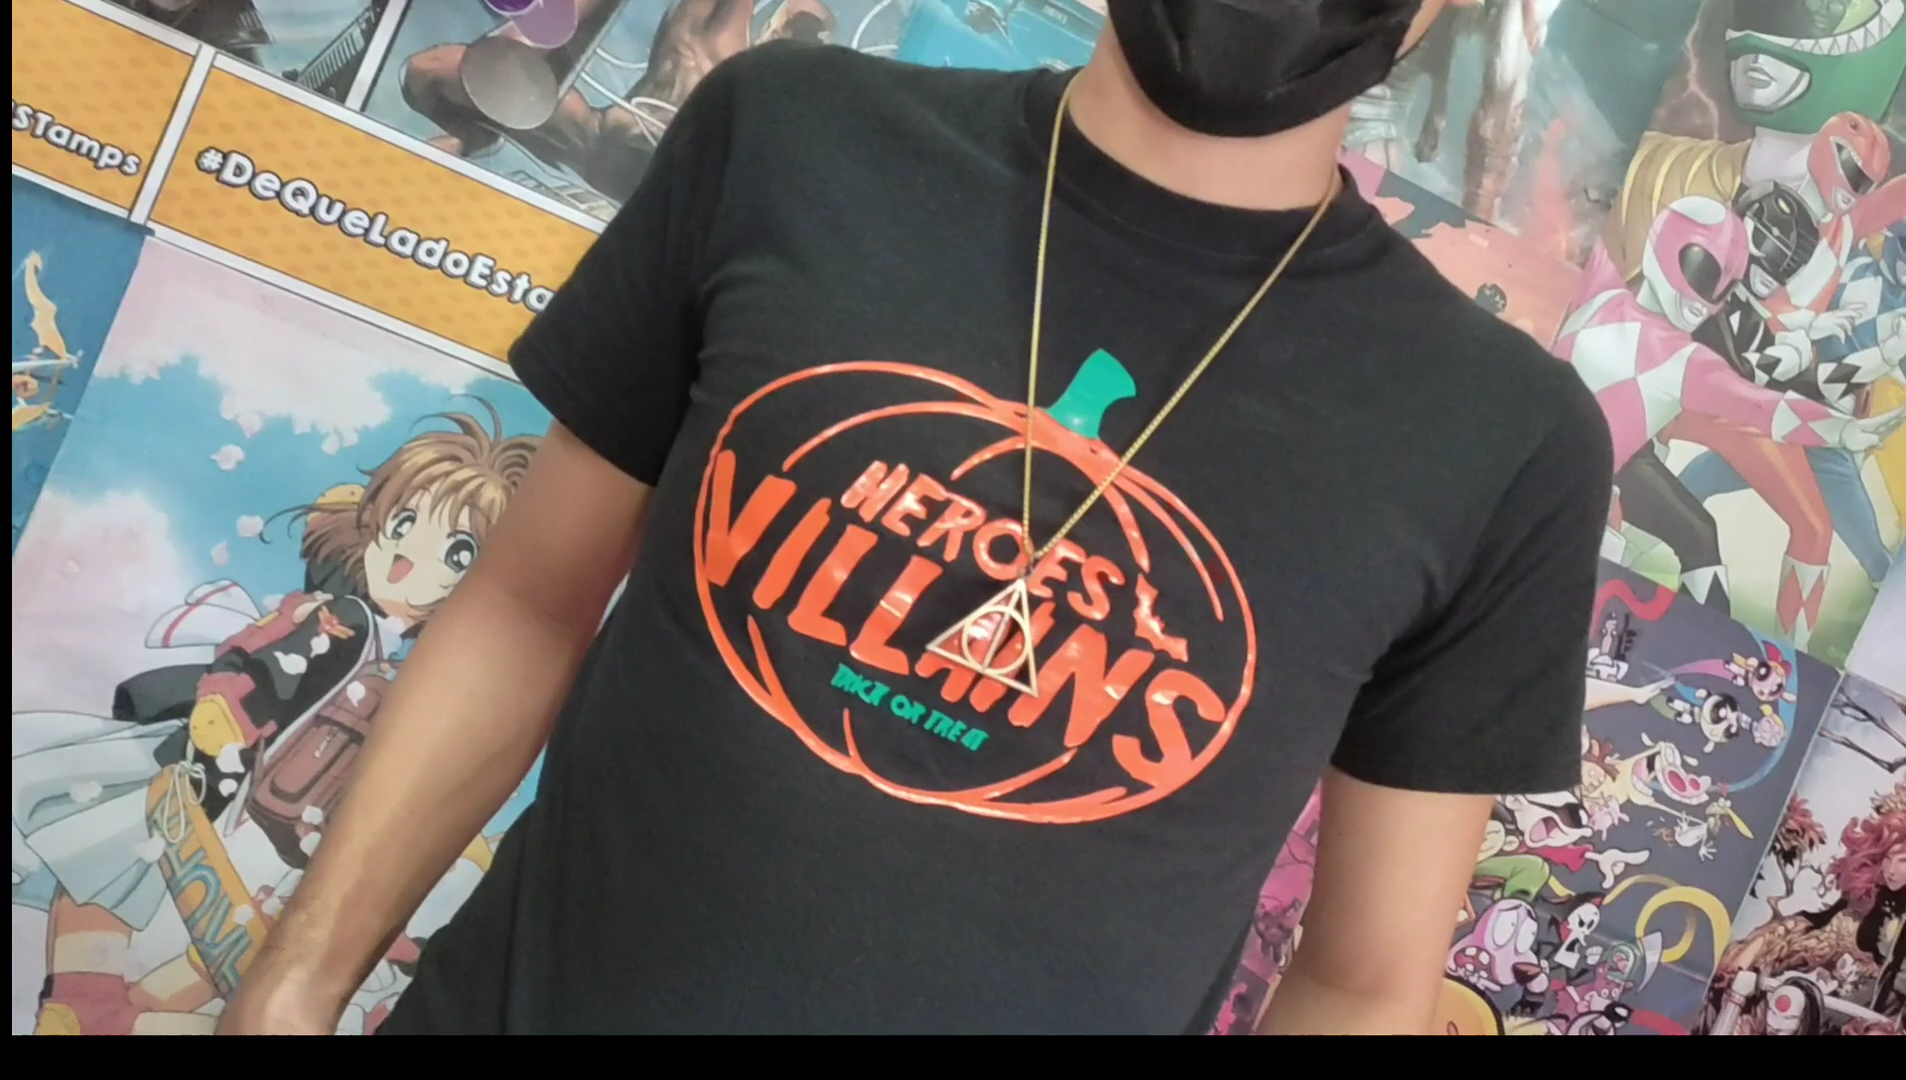 sTamps
#DeQueLadoEsta
HEROES
VILLAINS
TRICK OR TREAT